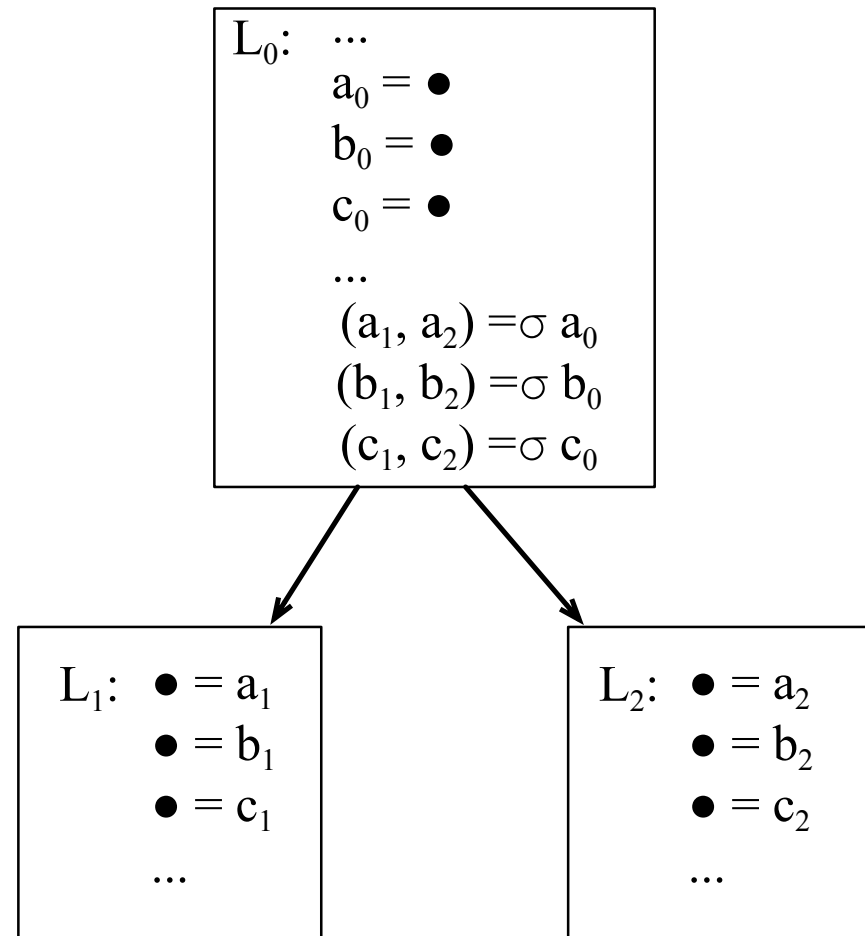 L₀: ...
a₀ = ●
b₀ = ●
c₀ = ●
...
(a₁, a₂) =σ a₀
(b₁, b₂) =σ b₀
(c₁, c₂) =σ c₀
L₁: ● = a₁
● = b₁
● = c₁
...
L₂: ● = a₂
● = b₂
● = c₂
...